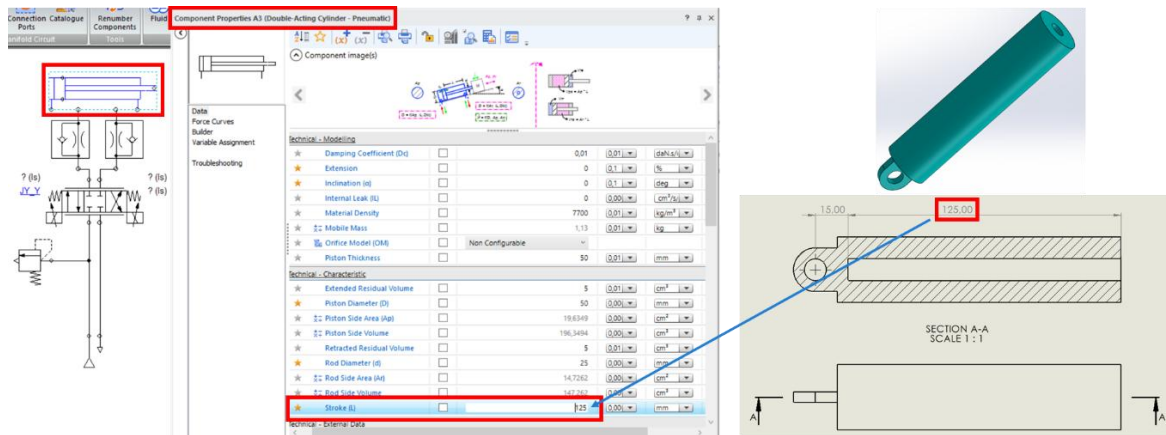 Connection Catalogue
Ports
Renumber
Components
Fluid
Manifold Circuit
Tools
? (ls)
? (ls)
JY_Y
? (ls)
Component Properties A3 (Double-Acting Cylinder - Pneumatic)
Data
Force Curves
Builder
Variable Assignment
Troubleshooting
Component image(s)
Technical - Modelling
Damping Coefficient (Dc) 0,01 0,01 daN.s/
Extension 0 0,1 %
Inclination (α) 0 0,1 deg
Internal Leak (IL) 0 0,00 cm³/s/
Material Density 7700 0,01 kg/m³
Mobile Mass 1,13 0,01 kg
Orifice Model (OM) Non Configurable
Piston Thickness 50 0,01 mm
Technical - Characteristic
Extended Residual Volume 5 0,01 cm³
Piston Diameter (D) 50 0,00 mm
Piston Side Area (Ap) 19,6349 0,00 cm²
Piston Side Volume 196,3494 0,00 cm³
Retracted Residual Volume 5 0,01 cm³
Rod Diameter (d) 25 0,00 mm
Rod Side Area (Ar) 14,7262 0,00 cm²
Rod Side Volume 147,262 0,00 cm³
Stroke (L) 125 0,00 mm
Technical - External Data
15.00
125.00
SECTION A-A
SCALE 1 : 1
A
A